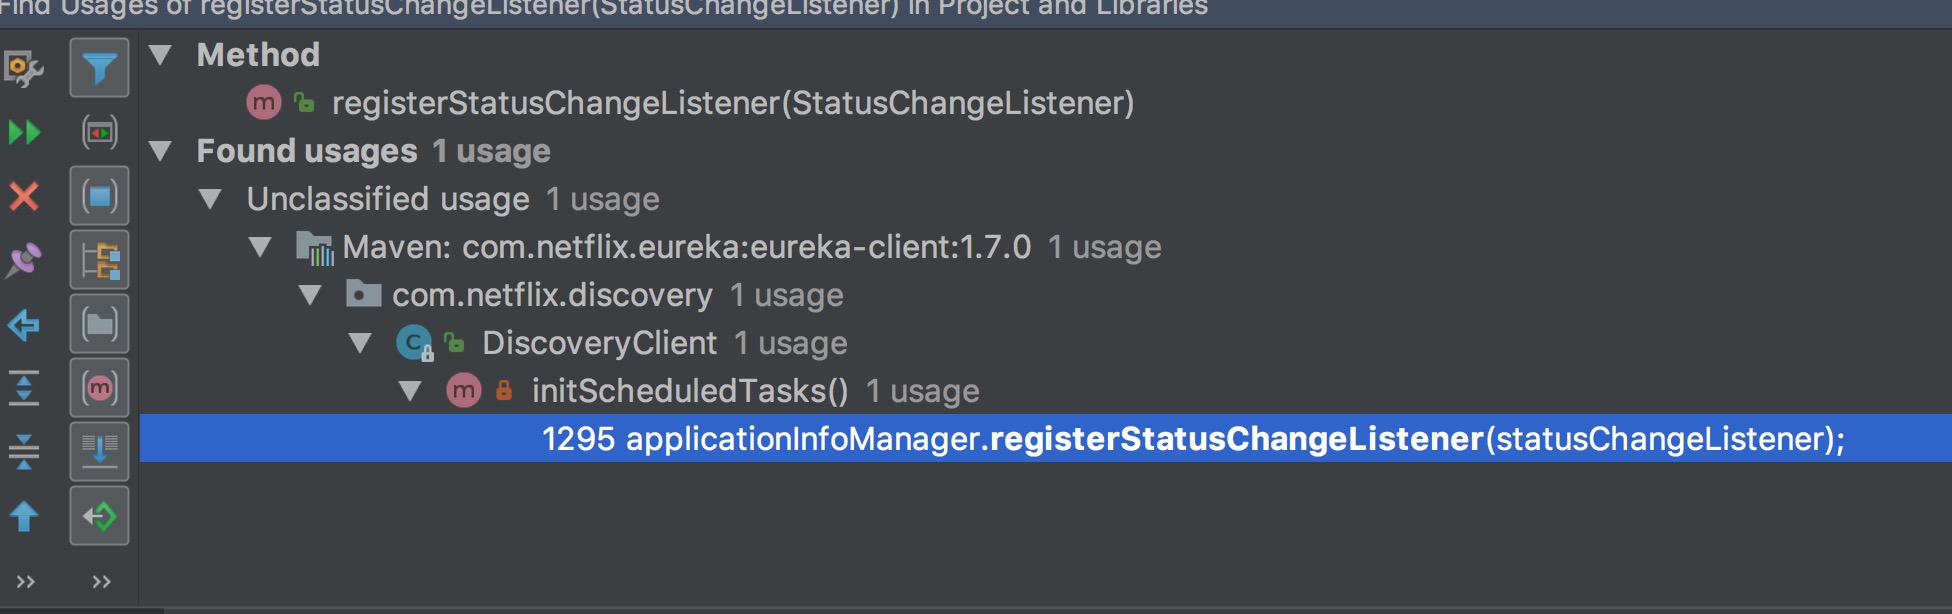 Find Usages of registerStatusChangeListener(StatusChangeListener) in Project and Libraries
Method
m registerStatusChangeListener(StatusChangeListener)
Found usages 1 usage
Unclassified usage 1 usage
Maven: com.netflix.eureka:eureka-client:1.7.0 1 usage
com.netflix.discovery 1 usage
C DiscoveryClient 1 usage
m initScheduledTasks() 1 usage
1295 applicationInfoManager.registerStatusChangeListener(statusChangeListener);